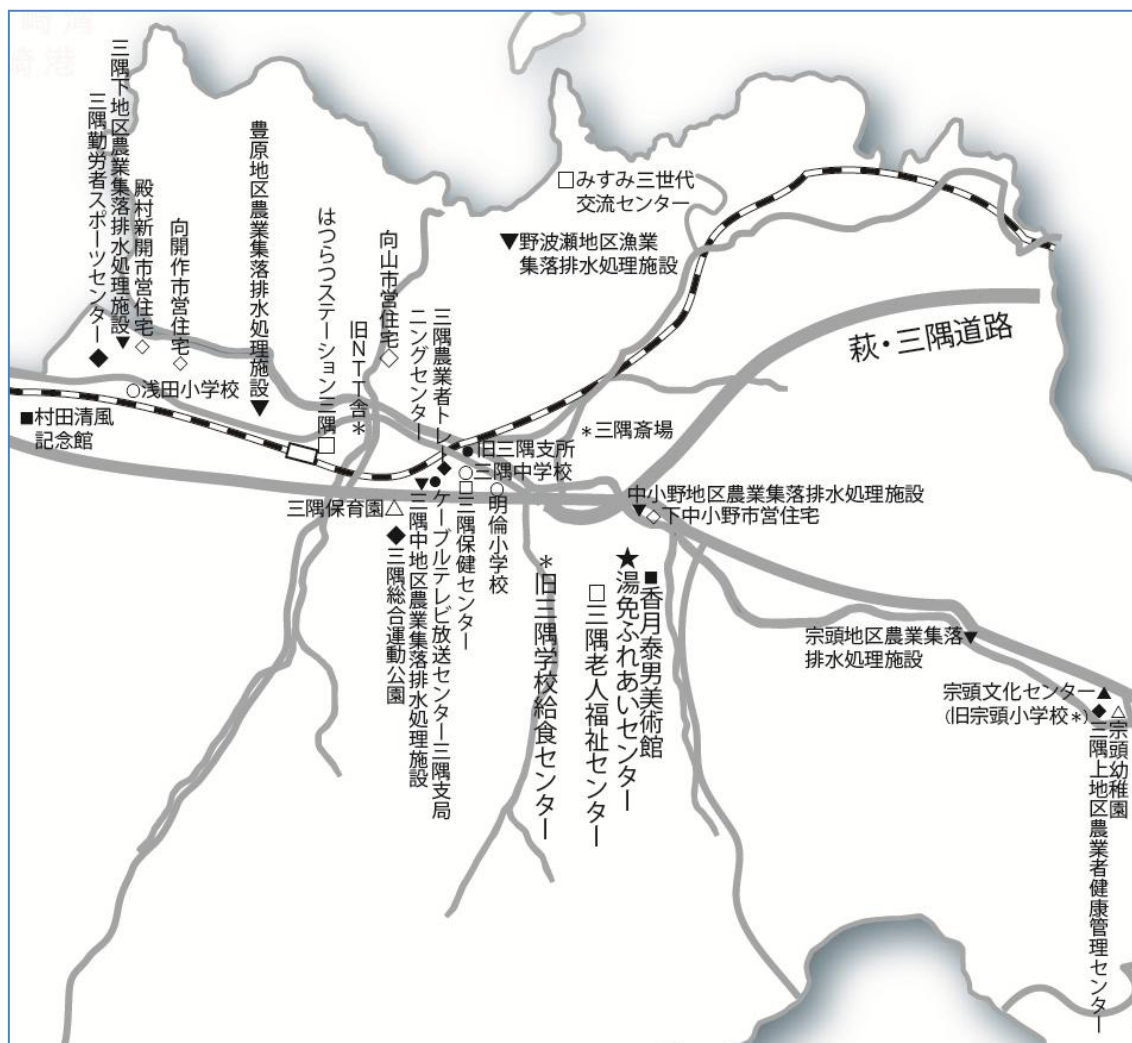 崎湾
崎港
三隅下地区農業集落排水処理施設▼
三隅勤労者スポーツセンター◆
殿村新開市営住宅◇
向開作市営住宅◇
豊原地区農業集落排水処理施設▼
はつらつステーション三隅□
旧NTT舎*
向山市営住宅◇
三隅農業者トレー
ニングセンター
◆
□みすみ三世代
交流センター
▼野波瀬地区漁業
集落排水処理施設
萩・三隅道路
○浅田小学校
■村田清風
記念館
*三隅斎場
●旧三隅支所
○三隅中学校
□三隅保健センター
○明倫小学校
三隅保育園△
◆三隅総合運動公園
▼三隅中地区農業集落排水処理施設
●ケーブルテレビ放送センター三隅支局
中小野地区農業集落排水処理施設
▼◇下中小野市営住宅
*旧三隅学校給食センター
□三隅老人福祉センター
★湯免ふれあいセンター
■香月泰男美術館
宗頭地区農業集落▼
排水処理施設
宗頭文化センター▲
(旧宗頭小学校*)
△宗頭幼稚園
◆三隅上地区農業者健康管理センター